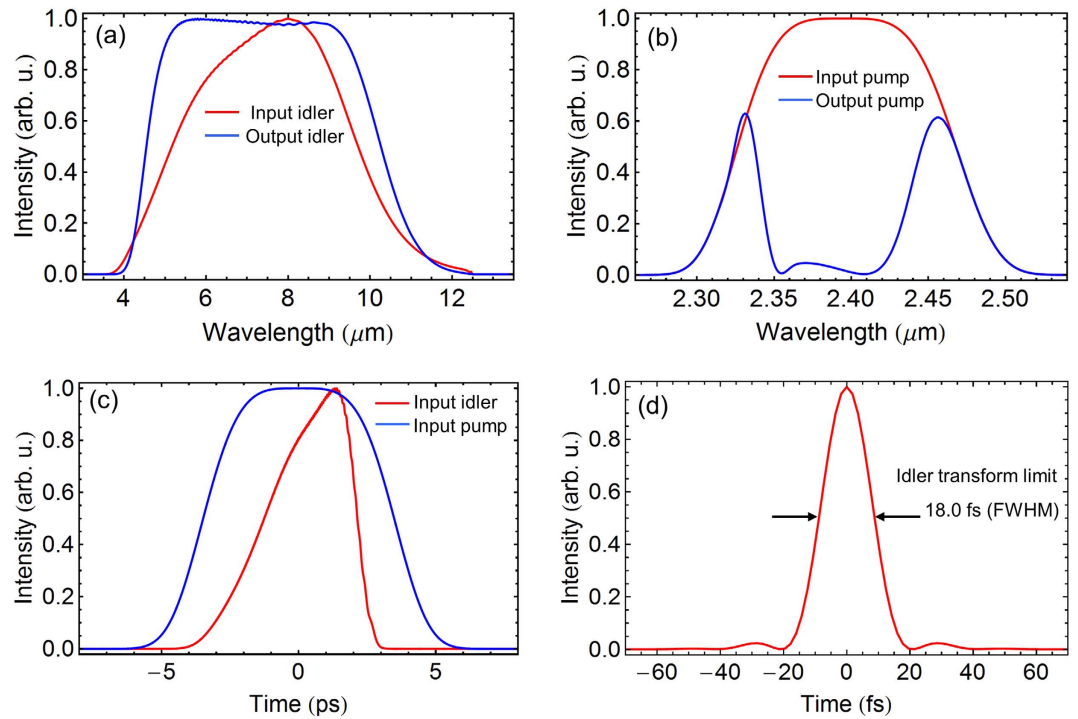 (a)
Intensity (arb. u.)
1.0
0.8
0.6
0.4
0.2
0.0
Input idler
Output idler
4 6 8 10 12
Wavelength (μm)
(b)
Intensity (arb. u.)
1.0
0.8
0.6
0.4
0.2
0.0
Input pump
Output pump
2.30 2.35 2.40 2.45 2.50
Wavelength (μm)
(c)
Intensity (arb. u.)
1.0
0.8
0.6
0.4
0.2
0.0
Input idler
Input pump
−5 0 5
Time (ps)
(d)
Intensity (arb. u.)
1.0
0.8
0.6
0.4
0.2
0.0
Idler transform limit
18.0 fs (FWHM)
−60 −40 −20 0 20 40 60
Time (fs)